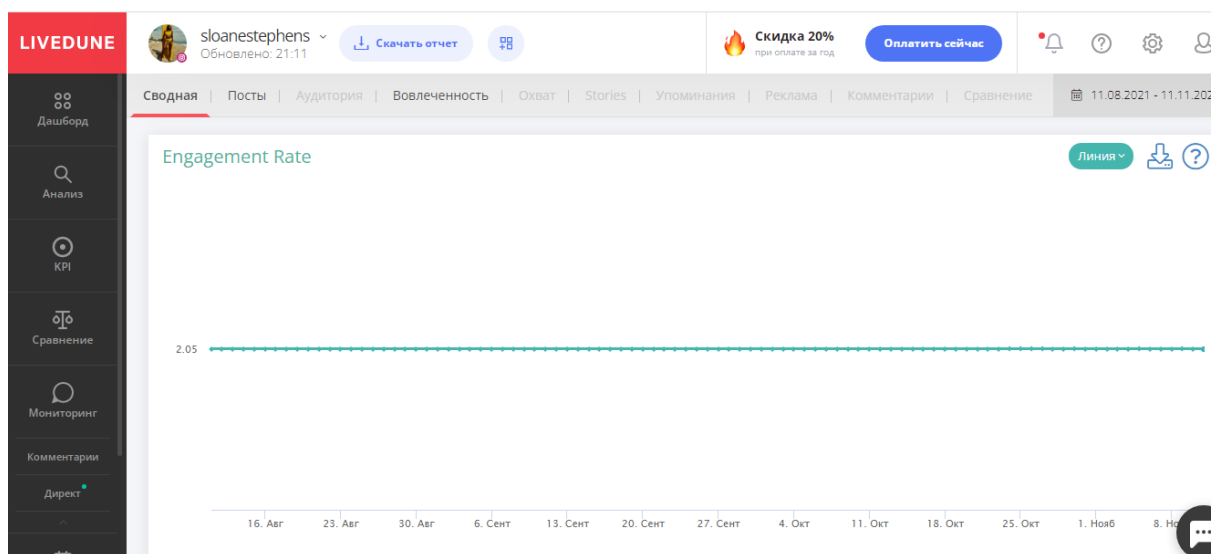 LIVEDUNE
sloanestephens
Обновлено: 21:11
Скачать отчет
Скидка 20%
при оплате за год
Оплатить сейчас
Сводная | Посты | Аудитория | Вовлеченность | Охват | Stories | Упоминания | Реклама | Комментарии | Сравнение
11.08.2021 - 11.11.202
Дашборд
Анализ
KPI
Сравнение
Мониторинг
Комментарии
Директ
Engagement Rate
Линия
2.05
16. Авг 23. Авг 30. Авг 6. Сент 13. Сент 20. Сент 27. Сент 4. Окт 11. Окт 18. Окт 25. Окт 1. Нояб 8. Но